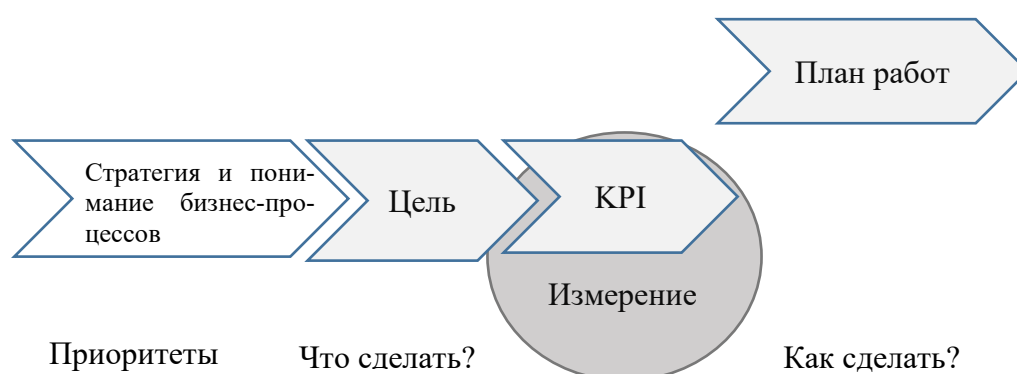 План работ
Стратегия и пони-
мание бизнес-про-
цессов
Цель
KPI
Измерение
Приоритеты
Что сделать?
Как сделать?